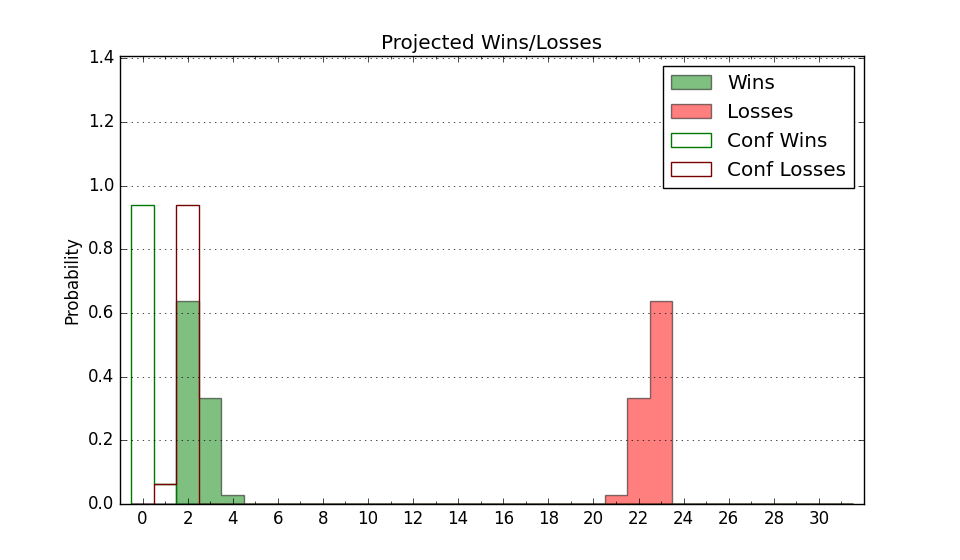 Projected Wins/Losses
1.4
1.2
1.0
0.8
0.6
0.4
0.2
0.0
Probability
Wins
Losses
Conf Wins
Conf Losses
0 2 4 6 8 10 12 14 16 18 20 22 24 26 28 30